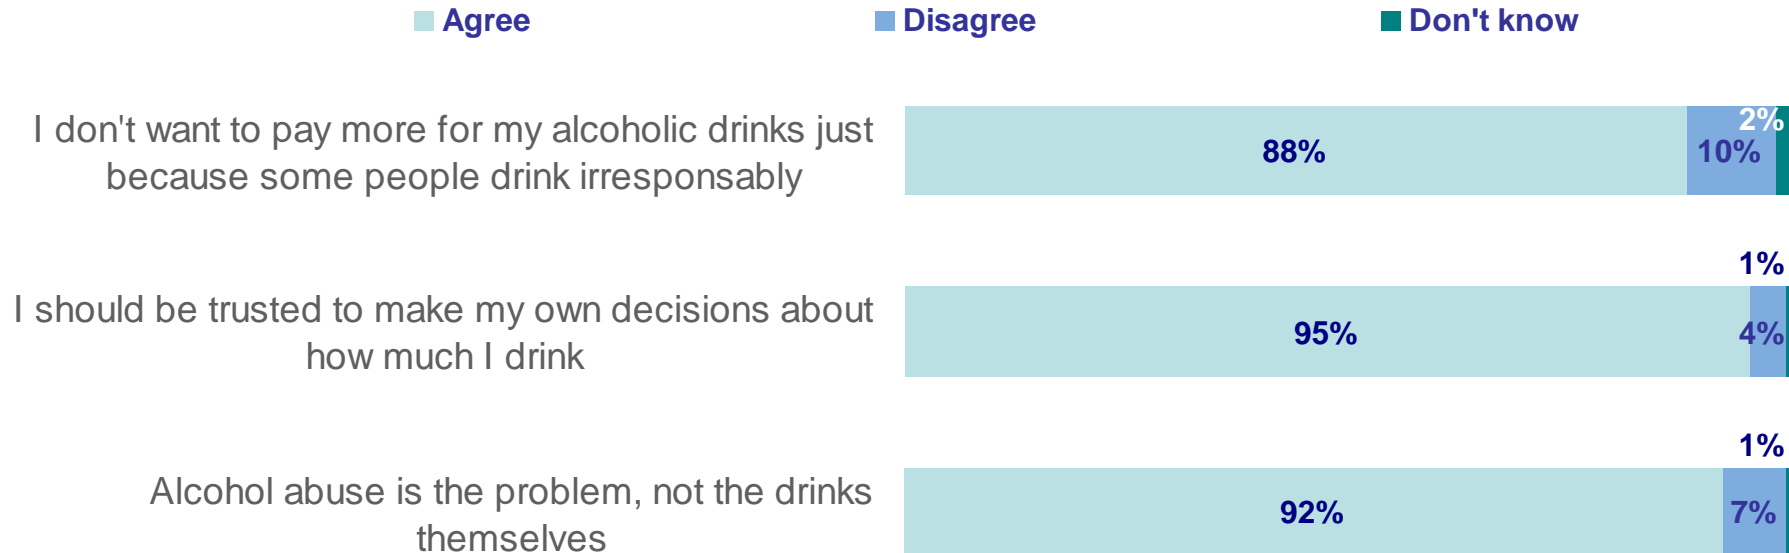 Agree Disagree Don't know
I don't want to pay more for my alcoholic drinks just
because some people drink irresponsably
88% 10% 2%
I should be trusted to make my own decisions about
how much I drink
95% 4% 1%
Alcohol abuse is the problem, not the drinks
themselves
92% 7% 1%